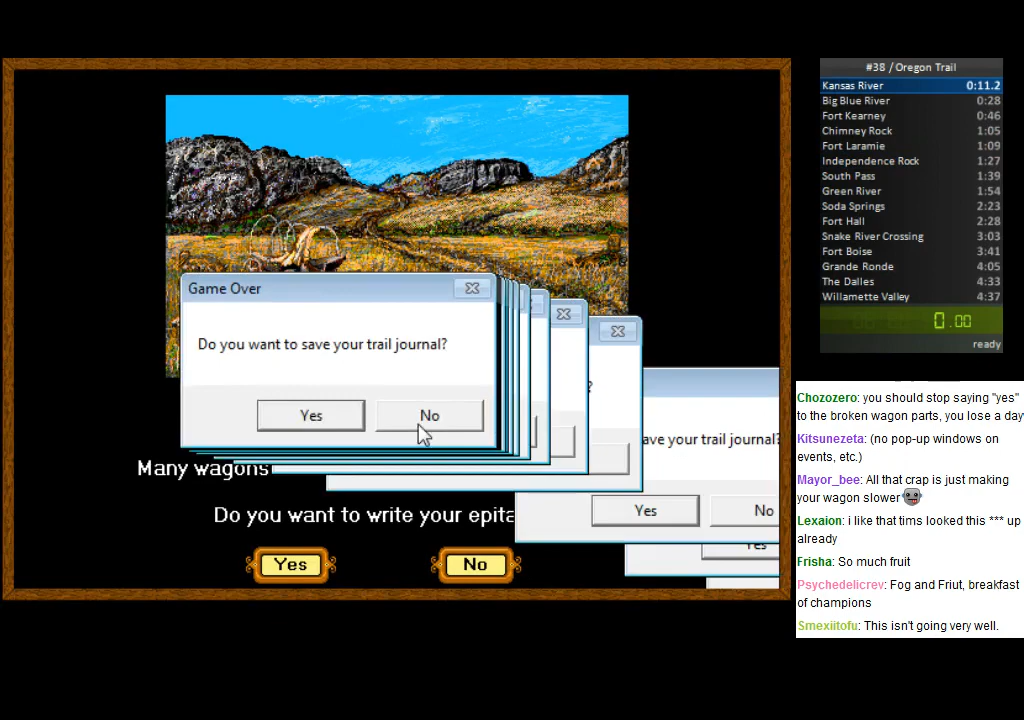 Game Over
Do you want to save your trail journal?
Yes
No
?
ave your trail journal?
Yes
No
Yes
Many wagons
Do you want to write your epita
Yes
No
#38 / Oregon Trail
Kansas River 0:11.2
Big Blue River 0:28
Fort Kearney 0:46
Chimney Rock 1:05
Fort Laramie 1:09
Independence Rock 1:27
South Pass 1:39
Green River 1:54
Soda Springs 2:23
Fort Hall 2:28
Snake River Crossing 3:03
Fort Boise 3:41
Grande Ronde 4:05
The Dalles 4:33
Willamette Valley 4:37
0.00
ready
Chozozero: you should stop saying "yes"
to the broken wagon parts, you lose a day
Kitsunezeta: (no pop-up windows on
events, etc.)
Mayor_bee: All that crap is just making
your wagon slower
Lexaion: i like that tims looked this *** up
already
Frisha: So much fruit
Psychedelicrev: Fog and Friut, breakfast
of champions
Smexiitofu: This isn't going very well.